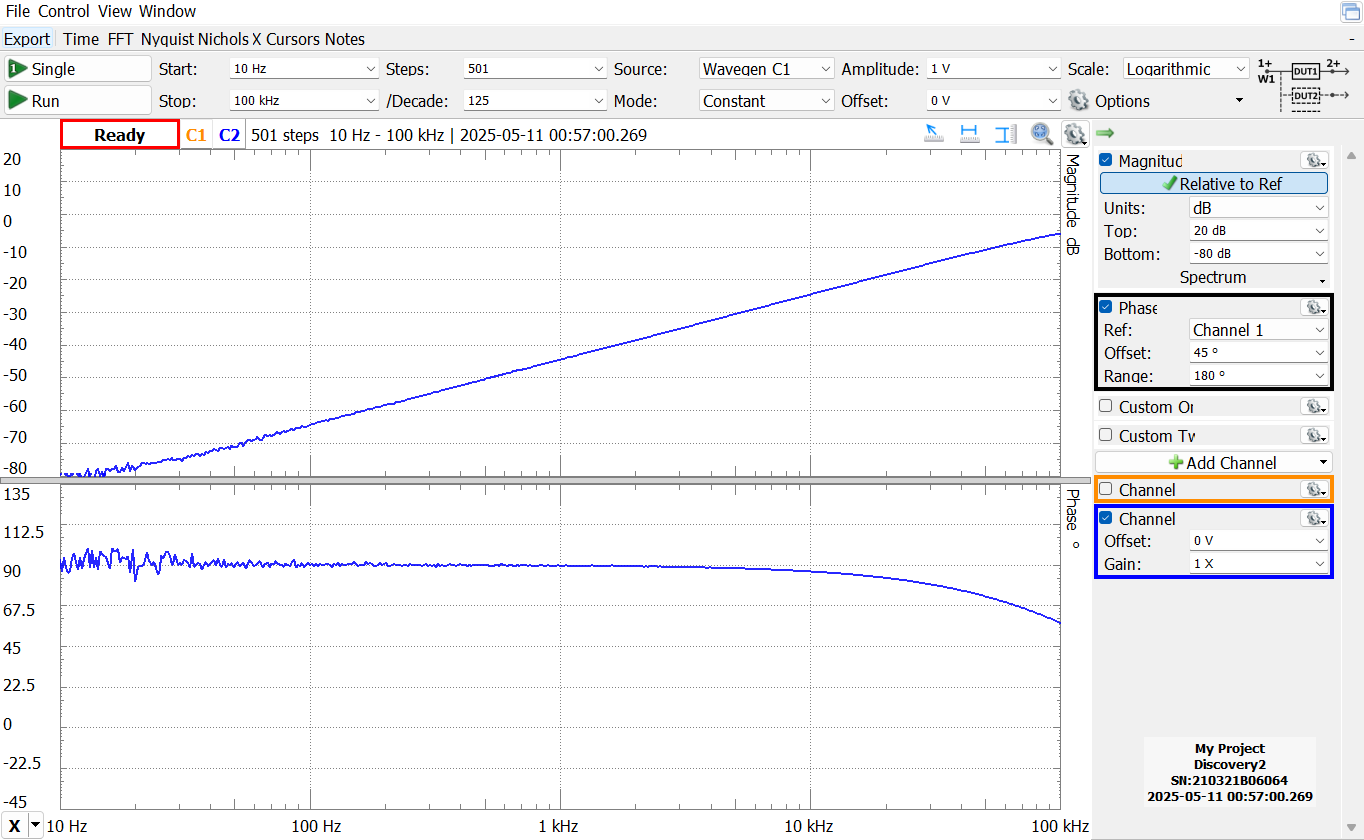 File Control View Window
Export Time FFT Nyquist Nichols X Cursors Notes -
Single Start: 10 Hz Steps: 501 Source: Wavegen C1 Amplitude: 1 V Scale: Logarithmic 1+ W1 DUT1 2+
Run Stop: 100 kHz /Decade: 125 Mode: Constant Offset: 0 V Options DUT2
Ready C1 C2 501 steps 10 Hz - 100 kHz | 2025-05-11 00:57:00.269
20
10
0
-10
-20
-30
-40
-50
-60
-70
-80
Magnitude dB
135
112.5
90
67.5
45
22.5
0
-22.5
-45
Phase °
X 10 Hz 100 Hz 1 kHz 10 kHz 100 kHz
Magnitud
Relative to Ref
Units: dB
Top: 20 dB
Bottom: -80 dB
Spectrum
Phase
Ref: Channel 1
Offset: 45 °
Range: 180 °
Custom Or
Custom Tw
Add Channel
Channel
Channel
Offset: 0 V
Gain: 1 X
My Project
Discovery2
SN:210321B06064
2025-05-11 00:57:00.269